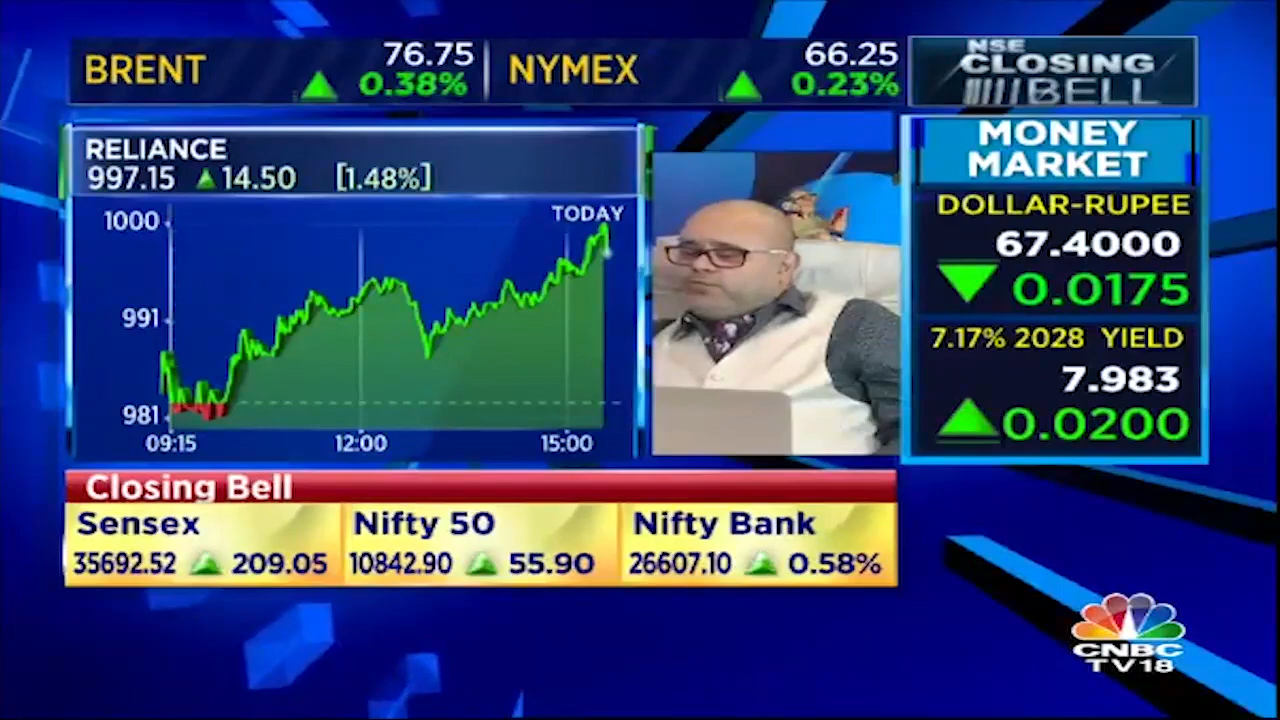 BRENT 76.75
0.38%
NYMEX 66.25
0.23%
NSE
CLOSING
BELL
RELIANCE
997.15 14.50 [1.48%]
TODAY
1000
991
981
09:15 12:00 15:00
MONEY
MARKET
DOLLAR-RUPEE
67.4000
0.0175
7.17% 2028 YIELD
7.983
0.0200
Closing Bell
Sensex
35692.52 209.05
Nifty 50
10842.90 55.90
Nifty Bank
26607.10 0.58%
CNBC
TV18